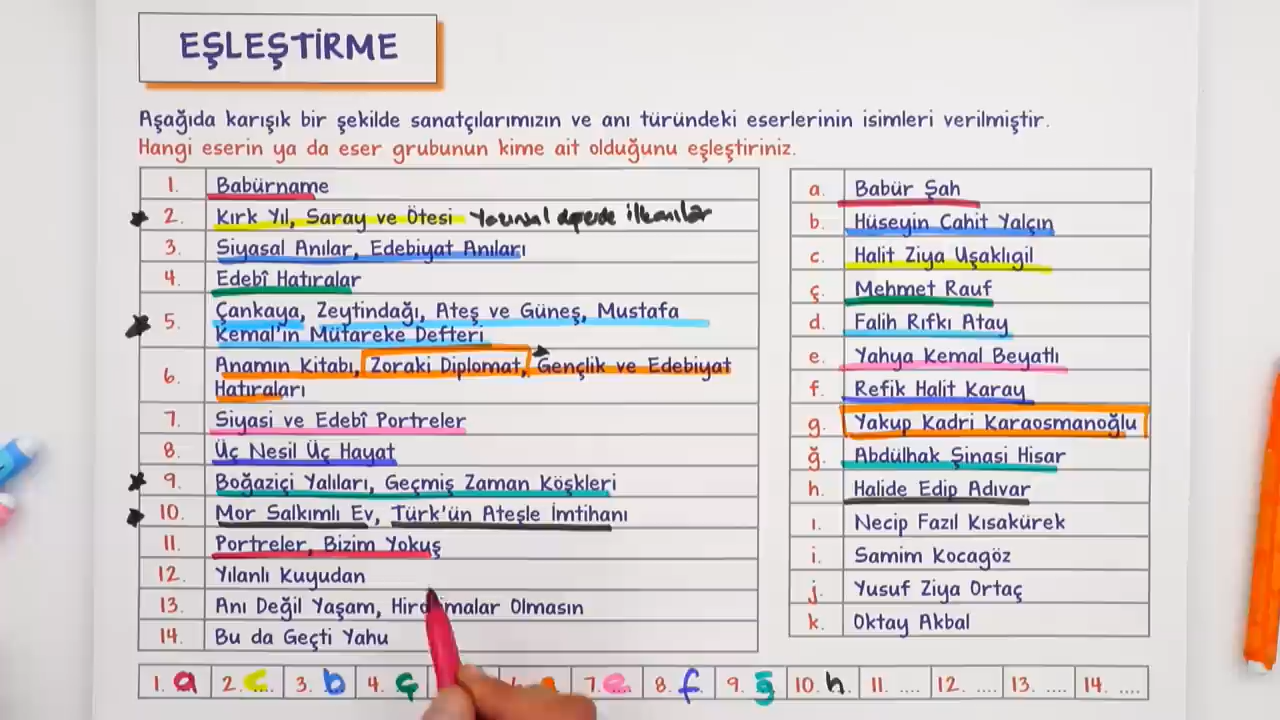 EŞLEŞTİRME
Aşağıda karışık bir şekilde sanatçılarımızın ve anı türündeki eserlerinin isimleri verilmiştir.
Hangi eserin ya da eser grubunun kime ait olduğunu eşleştiriniz.
1. Babürname
2. Kırk Yıl, Saray ve Ötesi
3. Siyasal Anılar, Edebiyat Anıları
4. Edebî Hatıralar
5. Çankaya, Zeytindağı, Ateş ve Güneş, Mustafa
Kemal'in Mütareke Defteri
6. Anamın Kitabı, Zoraki Diplomat, Gençlik ve Edebiyat
Hatıraları
7. Siyasi ve Edebî Portreler
8. Üç Nesil Üç Hayat
9. Boğaziçi Yalıları, Geçmiş Zaman Köşkleri
10. Mor Salkımlı Ev, Türk'ün Ateşle İmtihanı
11. Portreler, Bizim Yokuş
12. Yılanlı Kuyudan
13. Anı Değil Yaşam, Olmasın
14. Bu da Geçti Yahu
a. Babür Şah
b. Hüseyin Cahit Yalçın
c. Halit Ziya Uşaklıgil
ç. Mehmet Rauf
d. Falih Rıfkı Atay
e. Yahya Kemal Beyatlı
f. Refik Halit Karay
g. Yakup Kadri Karaosmanoğlu
ğ. Abdülhak Şinasi Hisar
h. Halide Edip Adıvar
ı. Necip Fazıl Kısakürek
i. Samim Kocagöz
j. Yusuf Ziya Ortaç
k. Oktay Akbal
1. a 2. c 3. b 4. ç 7. e 8. f 9. ğ 10. h 11. .... 12. .... 13. .... 14. ....